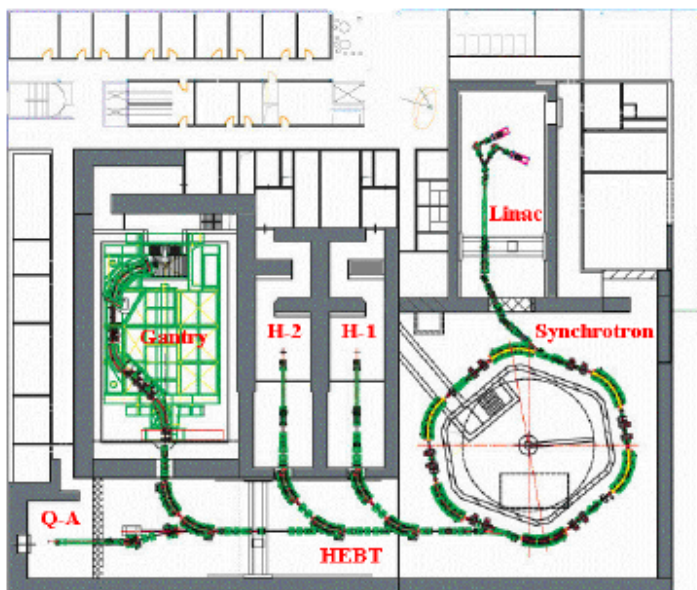 Linac
Gantry
H-2
H-1
Synchrotron
Q-A
HEBT